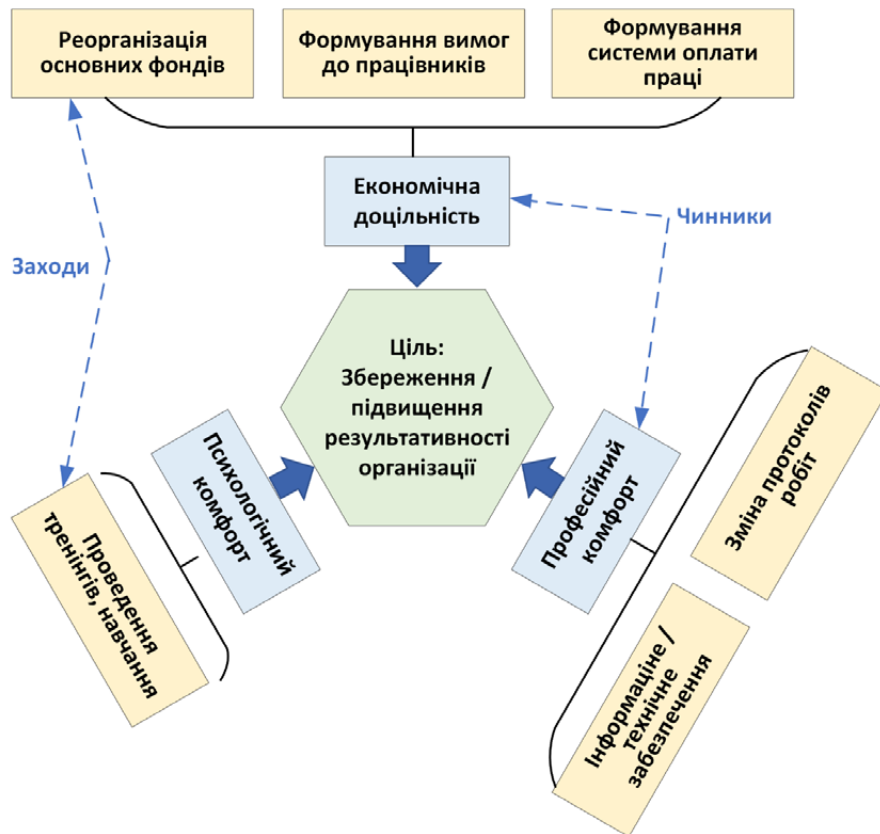 Реорганізація
основних фондів
Формування вимог
до працівників
Формування
системи оплати
праці
Економічна
доцільність
Чинники
Заходи
Ціль:
Збереження /
підвищення
результативності
організації
Психологічний
комфорт
Професійний
комфорт
Зміна протоколів
робіт
Проведення
тренінгів, навчання
Інформаціне /
технічне
забезпечення